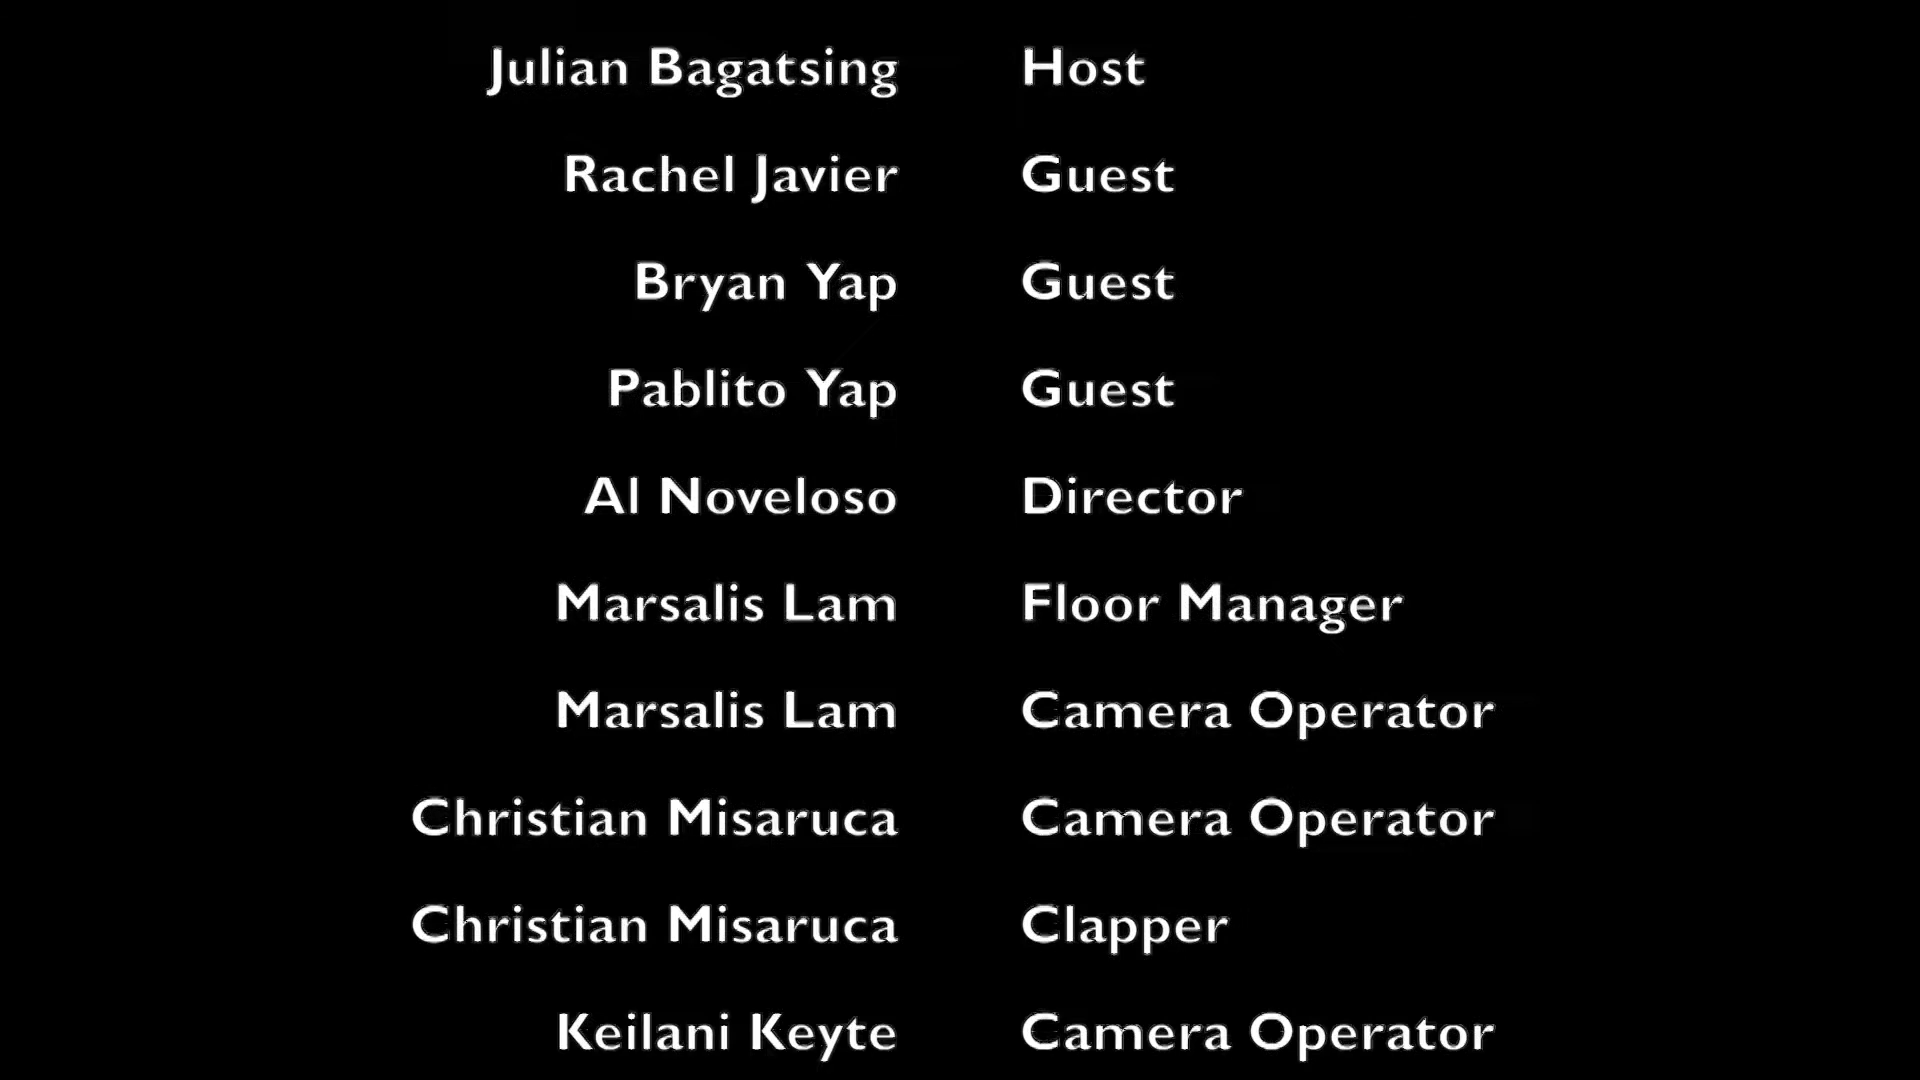 Julian Bagatsing Host
Rachel Javier Guest
Bryan Yap Guest
Pablito Yap Guest
Al Noveloso Director
Marsalis Lam Floor Manager
Marsalis Lam Camera Operator
Christian Misaruca Camera Operator
Christian Misaruca Clapper
Keilani Keyte Camera Operator